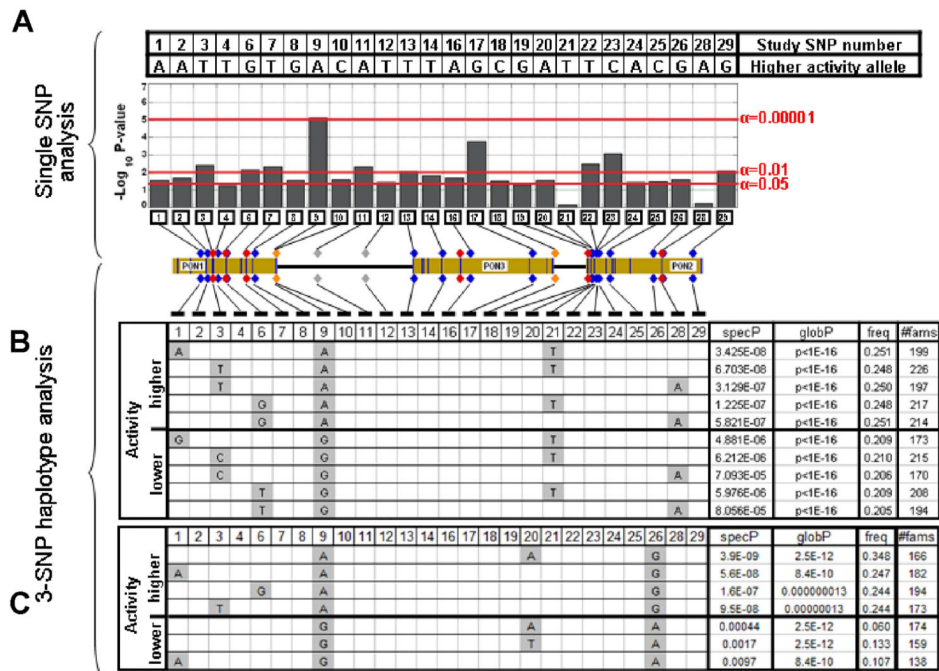 A
Single SNP analysis
1 2 3 4 6 7 8 9 10 11 12 13 14 16 17 18 19 20 21 22 23 24 25 26 28 29 Study SNP number
A A T T G T G A C A T T T A G C G A T T C A C G A G Higher activity allele
-Log 10 P-value
7
6
5
4
3
2
1
0
α=0.00001
α=0.01
α=0.05
1 2 3 4 6 7 8 9 10 11 12 13 14 16 17 18 19 20 21 22 23 24 25 26 28 29
PON1 PON3 PON2
3-SNP haplotype analysis
B
Activity
higher
lower
1 2 3 6 7 8 9 10 11 12 13 14 16 17 18 19 20 21 22 23 24 25 26 28 29 specP globP freq #fams
A A T 3.425E-08 p<1E-16 0.251 199
T A T 6.703E-08 p<1E-16 0.248 226
T A A 3.129E-07 p<1E-16 0.250 197
G A T 1.225E-07 p<1E-16 0.248 217
G A A 5.821E-07 p<1E-16 0.251 214
G G T 4.881E-06 p<1E-16 0.209 173
C G T 6.212E-06 p<1E-16 0.210 215
C G A 7.093E-05 p<1E-16 0.206 170
T G T 5.976E-06 p<1E-16 0.209 208
T G A 8.056E-05 p<1E-16 0.205 194
C
Activity
higher
lower
1 2 3 6 7 8 9 10 11 12 13 14 16 17 18 19 20 21 22 23 24 25 26 28 29 specP globP freq #fams
A A G 3.9E-09 2.5E-12 0.348 166
A A G 5.6E-08 8.4E-10 0.247 182
G A G 1.6E-07 0.000000013 0.244 194
T A G 9.5E-08 0.00000013 0.244 173
G A A 0.00044 2.5E-12 0.060 174
G T A 0.0017 2.5E-12 0.133 159
A G A 0.0097 8.4E-10 0.107 138